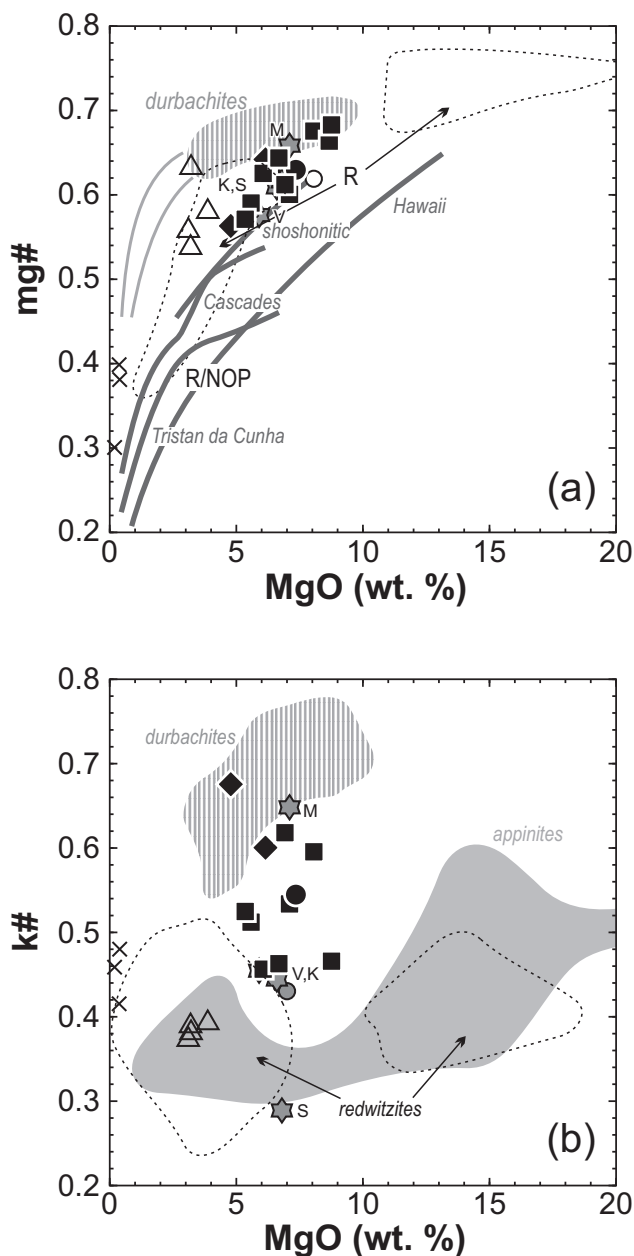 0.8
durbachites
0.7
M
R
K,S
0.6
V
Hawaii
shoshonitic
mg#
0.5
Cascades
0.4
R/NOP
Tristan da Cunha
0.3
(a)
0.2
0 5 10 15 20
MgO (wt. %)
0.8
durbachites
0.7
M
appinites
0.6
k#
0.5
V,K
0.4
redwitzites
0.3
S
(b)
0.2
0 5 10 15 20
MgO (wt. %)